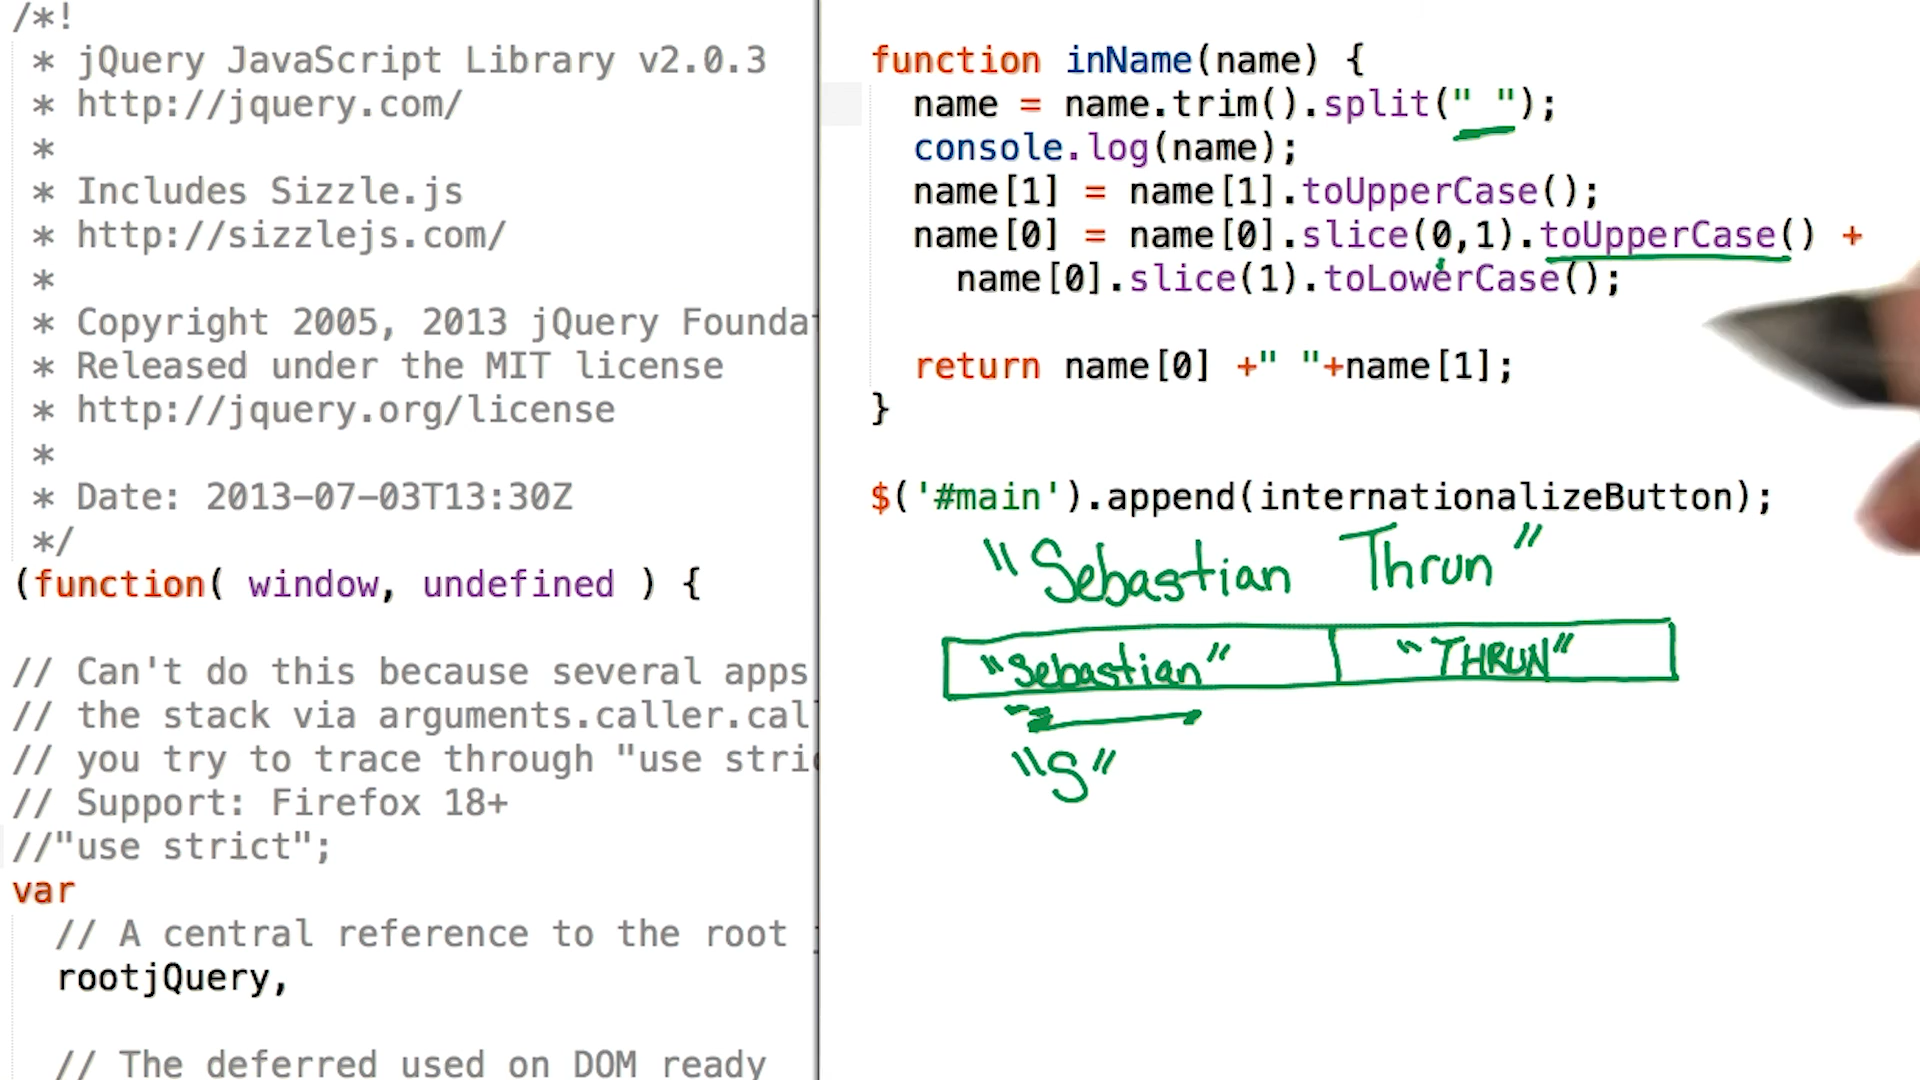 /*!
* jQuery JavaScript Library v2.0.3
* http://jquery.com/
*
* Includes Sizzle.js
* http://sizzlejs.com/
*
* Copyright 2005, 2013 jQuery Founda
* Released under the MIT license
* http://jquery.org/license
*
* Date: 2013-07-03T13:30Z
*/
(function( window, undefined ) {
// Can't do this because several apps
// the stack via arguments.caller.cal
// you try to trace through "use stri
// Support: Firefox 18+
//"use strict";
var
// A central reference to the root
rootjQuery,
// The deferred used on DOM ready
function inName(name) {
name = name.trim().split(" ");
console.log(name);
name[1] = name[1].toUpperCase();
name[0] = name[0].slice(0,1).toUpperCase() +
name[0].slice(1).toLowerCase();
return name[0] +" "+name[1];
}
$('#main').append(internationalizeButton);
"Sebastian Thrun"
"Sebastian" "THRUN"
"S"